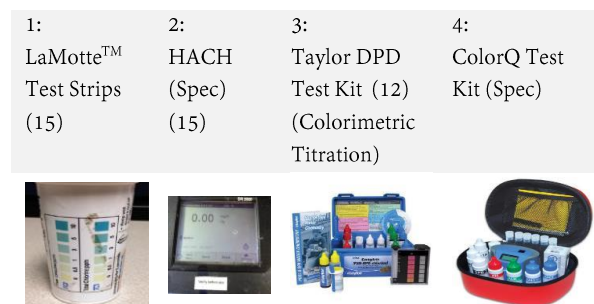 1:
LaMotte™
Test Strips
(15)
2:
HACH
(Spec)
(15)
3:
Taylor DPD
Test Kit (12)
(Colorimetric
Titration)
4:
ColorQ Test
Kit (Spec)
0.00